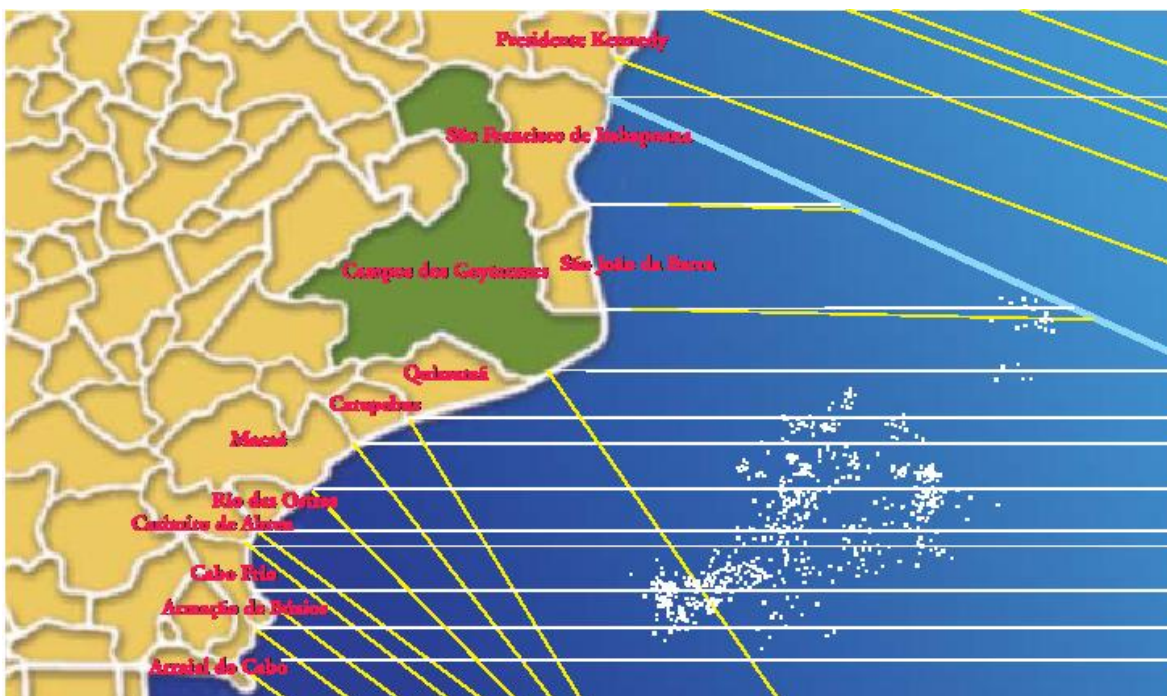 Presidente Kennedy
São Francisco de Itabapoana
São João da Barra
Campos dos Goytacazes
Quissamã
Carapebus
Macaé
Rio das Ostras
Casimiro de Abreu
Cabo Frio
Armação de Búzios
Arraial do Cabo